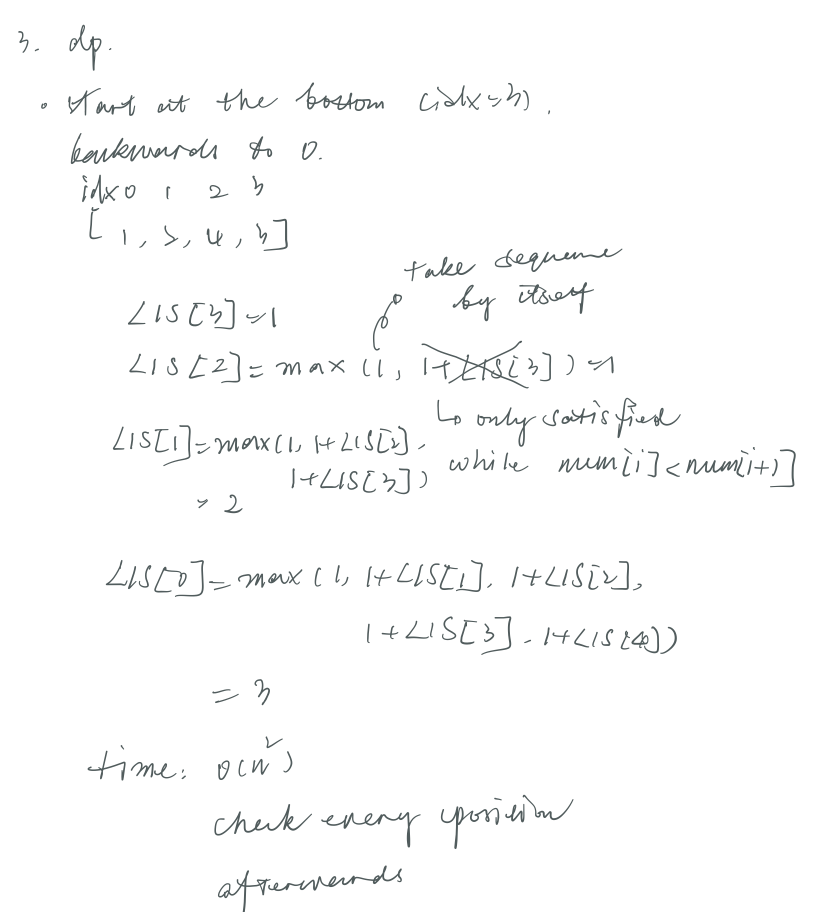 3. dp.
• start at the bottom (idx=3).
backwards to 0.
idx 0 1 2 3
[1, 2, 4, 3]
take sequence
by itself
LIS[3]=1
LIS[2]=max(1, 1+LIS[3])=1
↳ only satisfied
while num[i]<num[i+1]
LIS[1]=max(1, 1+LIS[2],
1+LIS[3])
= 2
LIS[0]=max(1, 1+LIS[1], 1+LIS[2],
1+LIS[3], 1+LIS[4])
= 3
time: O(n²)
check every position
afterwards